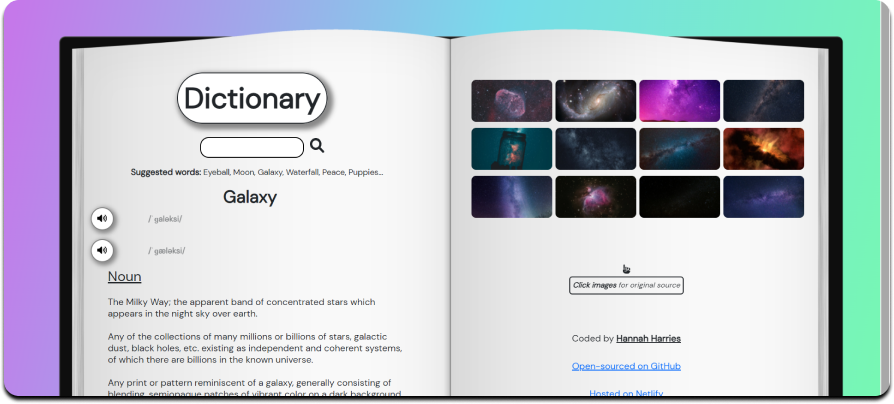 Dictionary
Suggested words: Eyeball, Moon, Galaxy, Waterfall, Peace, Puppies...
Galaxy
/ˈɡaləksi/
/ˈɡæləksi/
Noun
The Milky Way; the apparent band of concentrated stars which
appears in the night sky over earth.
Any of the collections of many millions or billions of stars, galactic
dust, black holes, etc. existing as independent and coherent systems,
of which there are billions in the known universe.
Any print or pattern reminiscent of a galaxy, generally consisting of
blending, semiopaque patches of vibrant color on a dark background.
Click images for original source
Coded by Hannah Harries
Open-sourced on GitHub
Hosted on Netlify